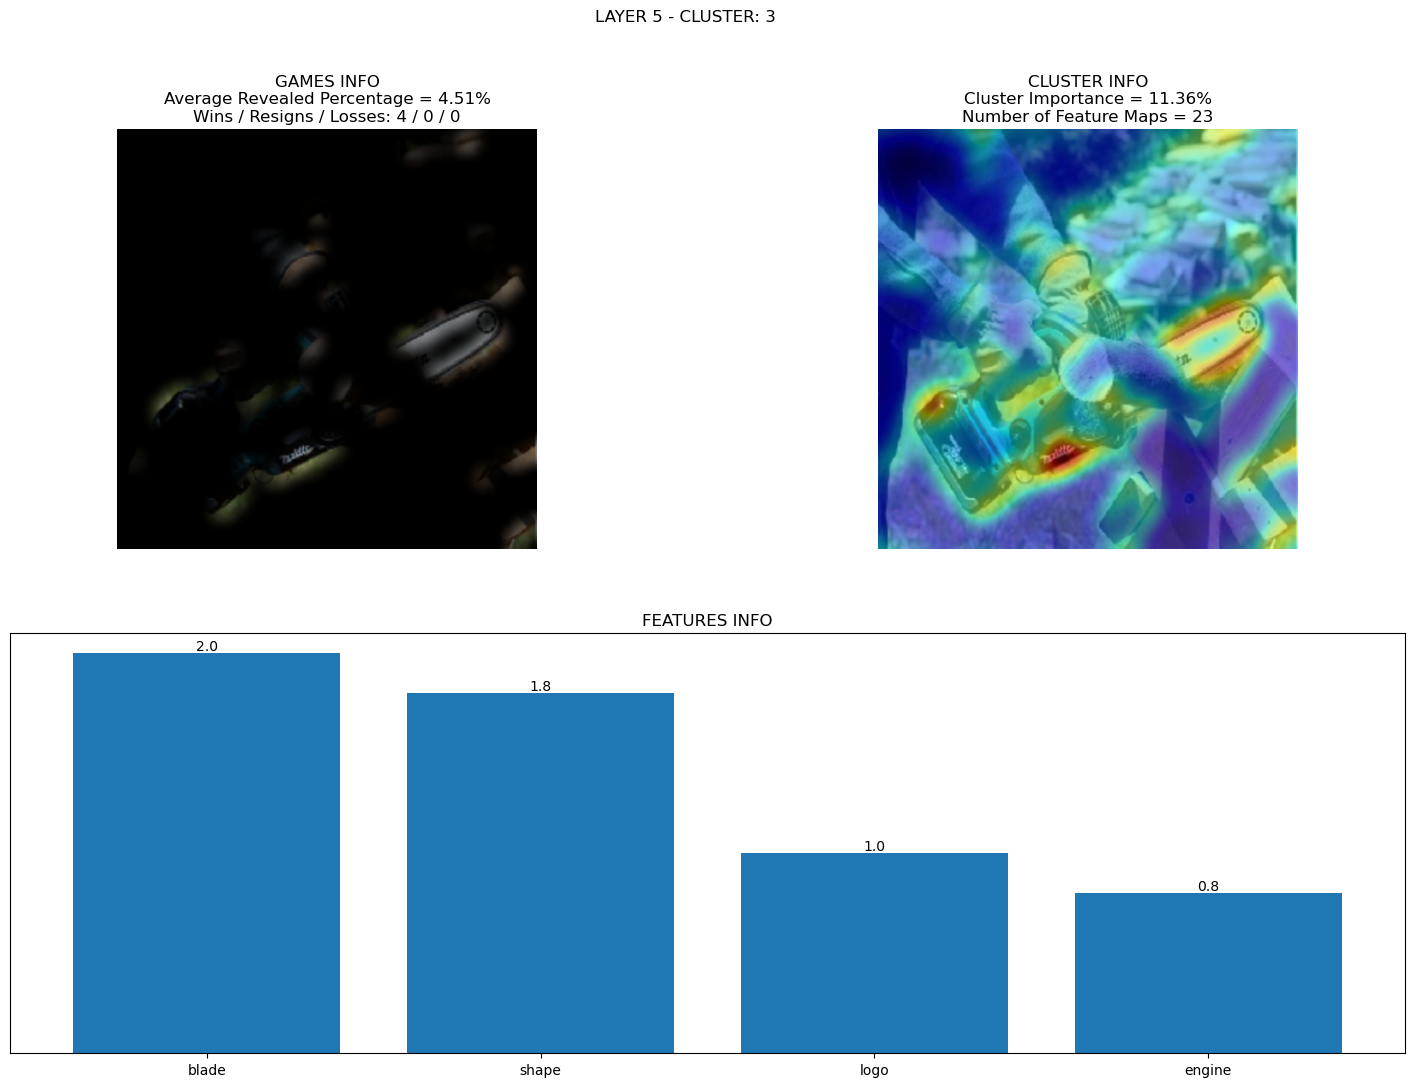 LAYER 5 - CLUSTER: 3
GAMES INFO
Average Revealed Percentage = 4.51%
Wins / Resigns / Losses: 4 / 0 / 0
CLUSTER INFO
Cluster Importance = 11.36%
Number of Feature Maps = 23
FEATURES INFO
2.0
1.8
1.0
0.8
blade
shape
logo
engine